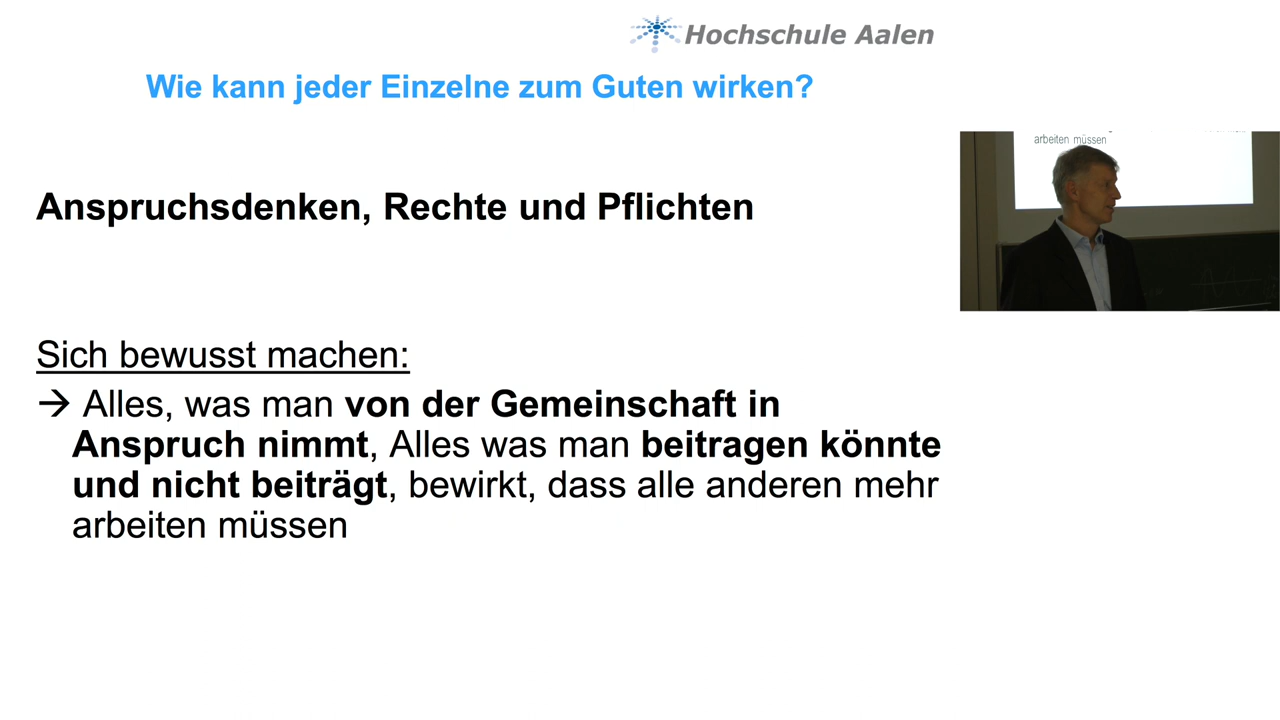 Hochschule Aalen
Wie kann jeder Einzelne zum Guten wirken?
arbeiten müssen
Anspruchsdenken, Rechte und Pflichten
Sich bewusst machen:
→ Alles, was man von der Gemeinschaft in
Anspruch nimmt, Alles was man beitragen könnte
und nicht beiträgt, bewirkt, dass alle anderen mehr
arbeiten müssen